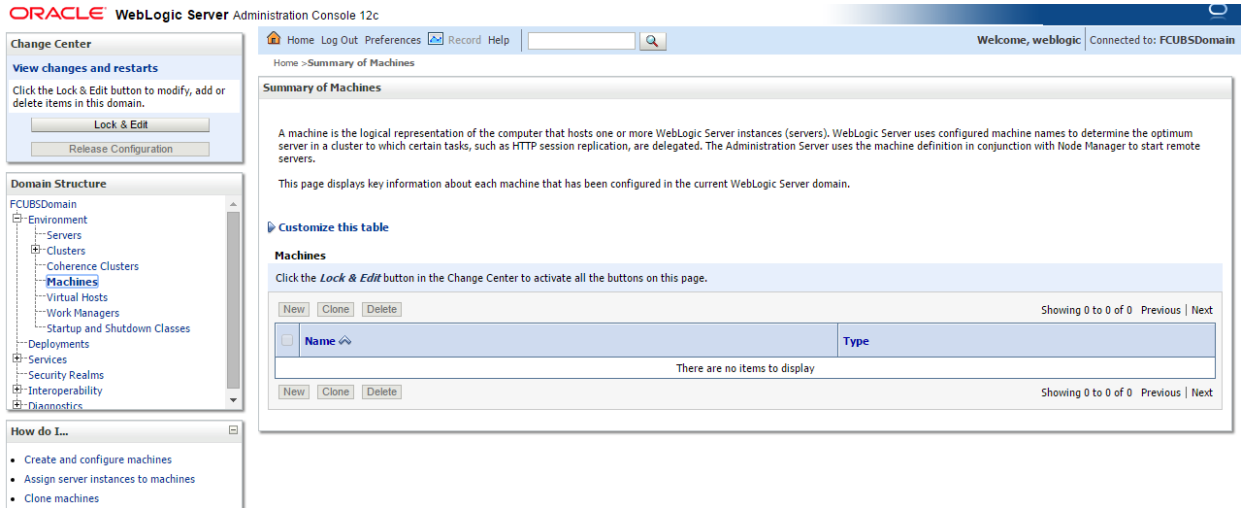 ORACLE WebLogic Server Administration Console 12c
Change Center
View changes and restarts
Click the Lock & Edit button to modify, add or
delete items in this domain.
Lock & Edit
Release Configuration
Domain Structure
FCUBSDomain
Environment
Servers
Clusters
Coherence Clusters
Machines
Virtual Hosts
Work Managers
Startup and Shutdown Classes
Deployments
Services
Security Realms
Interoperability
Diagnostics
How do I...
Create and configure machines
Assign server instances to machines
Clone machines
Home Log Out Preferences Record Help
Welcome, weblogic Connected to: FCUBSDomain
Home >Summary of Machines
Summary of Machines
A machine is the logical representation of the computer that hosts one or more WebLogic Server instances (servers). WebLogic Server uses configured machine names to determine the optimum
server in a cluster to which certain tasks, such as HTTP session replication, are delegated. The Administration Server uses the machine definition in conjunction with Node Manager to start remote
servers.
This page displays key information about each machine that has been configured in the current WebLogic Server domain.
Customize this table
Machines
Click the Lock & Edit button in the Change Center to activate all the buttons on this page.
New Clone Delete Showing 0 to 0 of 0 Previous | Next
Name Type
There are no items to display
New Clone Delete Showing 0 to 0 of 0 Previous | Next